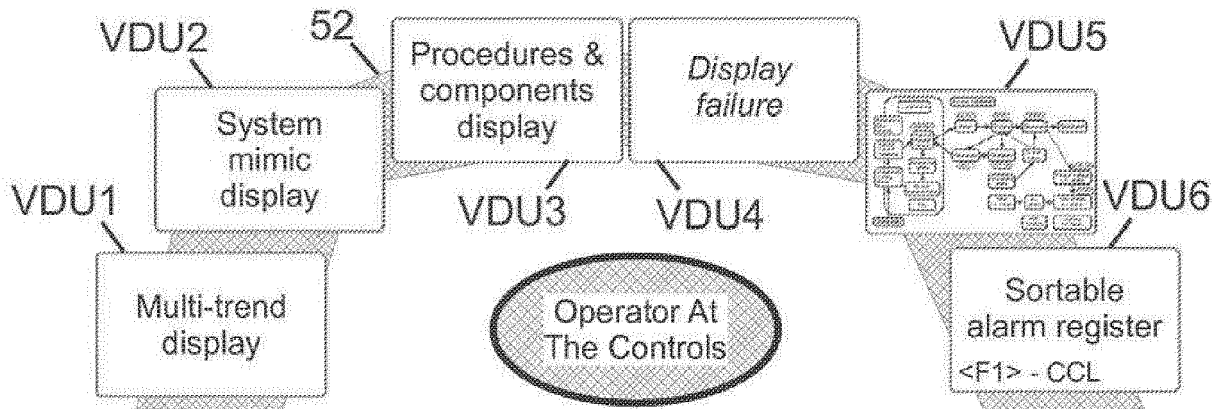 VDU2
52
Procedures &
components
display
Display
failure
VDU5
System
mimic
display
VDU1
VDU3
VDU4
VDU6
Multi-trend
display
Operator At
The Controls
Sortable
alarm register
<F1> - CCL